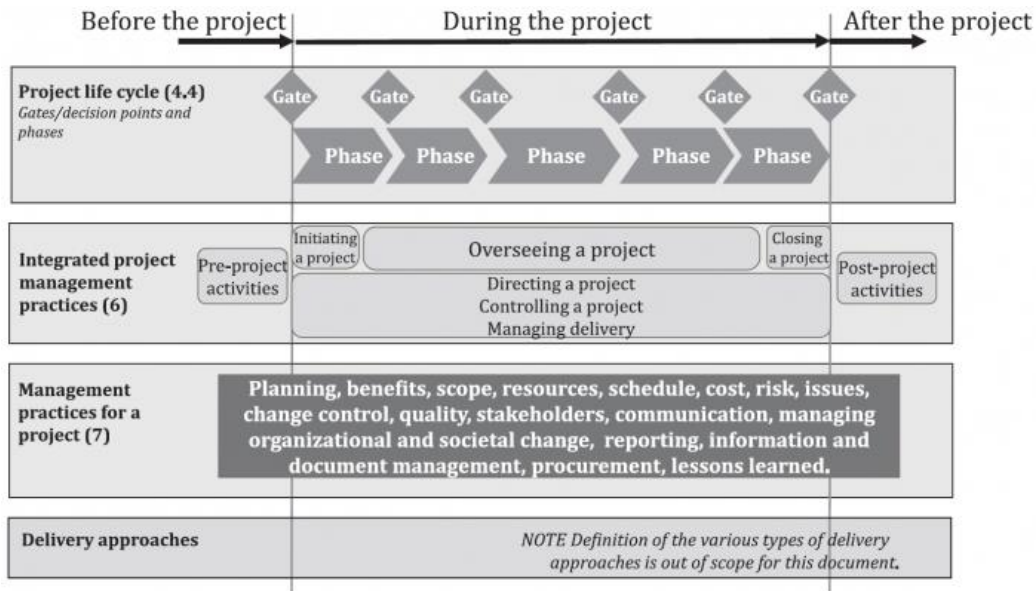 Before the project
During the project
After the project
Project life cycle (4.4)
Gates/decision points and
phases
Gate
Gate
Gate
Gate
Gate
Gate
Phase
Phase
Phase
Phase
Phase
Integrated project
management
practices (6)
Pre-project
activities
Initiating
a project
Overseeing a project
Closing
a project
Directing a project
Controlling a project
Managing delivery
Post-project
activities
Management
practices for a
project (7)
Planning, benefits, scope, resources, schedule, cost, risk, issues,
change control, quality, stakeholders, communication, managing
organizational and societal change, reporting, information and
document management, procurement, lessons learned.
Delivery approaches
NOTE Definition of the various types of delivery
approaches is out of scope for this document.